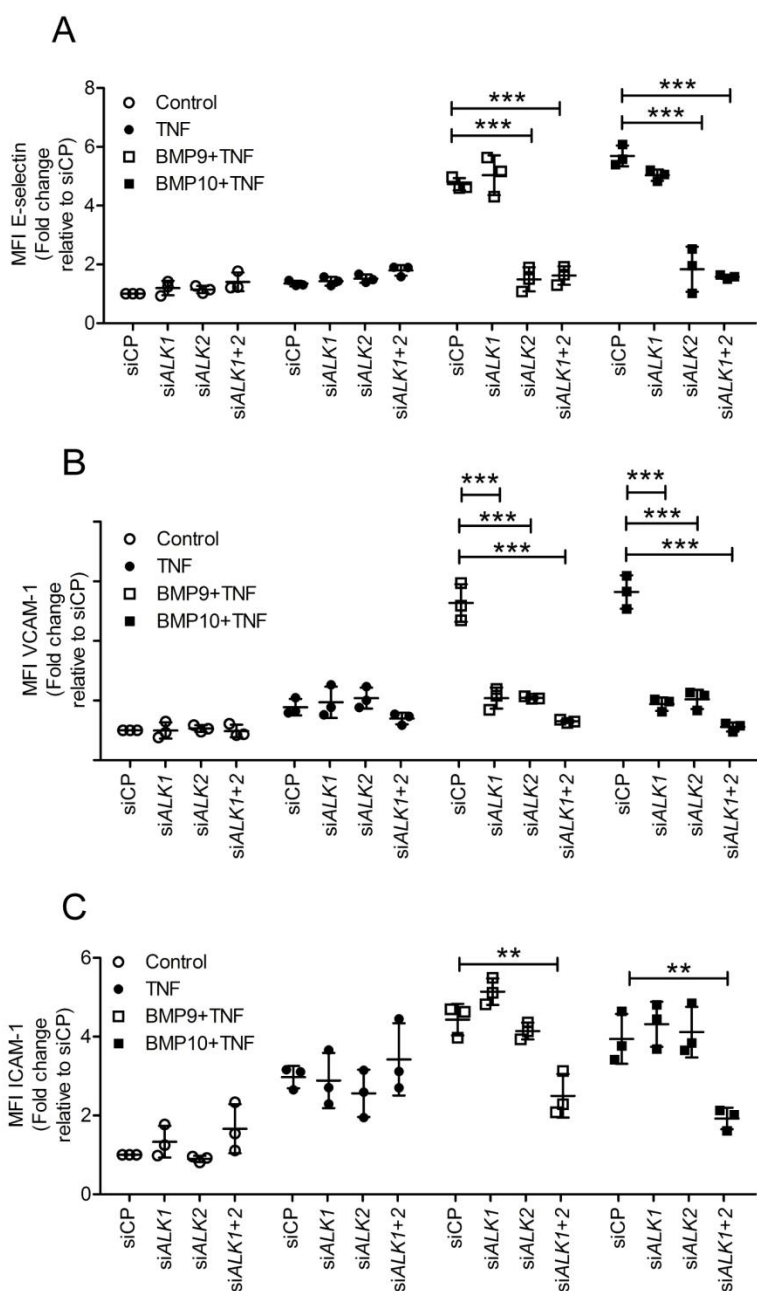 A
MFI E-selectin
(Fold change
relative to siCP)
8
6
4
2
0
Control
TNF
BMP9+TNF
BMP10+TNF
***
***
***
***
siCP
siALK1
siALK2
siALK1+2
siCP
siALK1
siALK2
siALK1+2
siCP
siALK1
siALK2
siALK1+2
siCP
siALK1
siALK2
siALK1+2
B
MFI VCAM-1
(Fold change
relative to siCP)
Control
TNF
BMP9+TNF
BMP10+TNF
***
***
***
***
***
***
siCP
siALK1
siALK2
siALK1+2
siCP
siALK1
siALK2
siALK1+2
siCP
siALK1
siALK2
siALK1+2
siCP
siALK1
siALK2
siALK1+2
C
MFI ICAM-1
(Fold change
relative to siCP)
6
4
2
0
Control
TNF
BMP9+TNF
BMP10+TNF
**
**
siCP
siALK1
siALK2
siALK1+2
siCP
siALK1
siALK2
siALK1+2
siCP
siALK1
siALK2
siALK1+2
siCP
siALK1
siALK2
siALK1+2